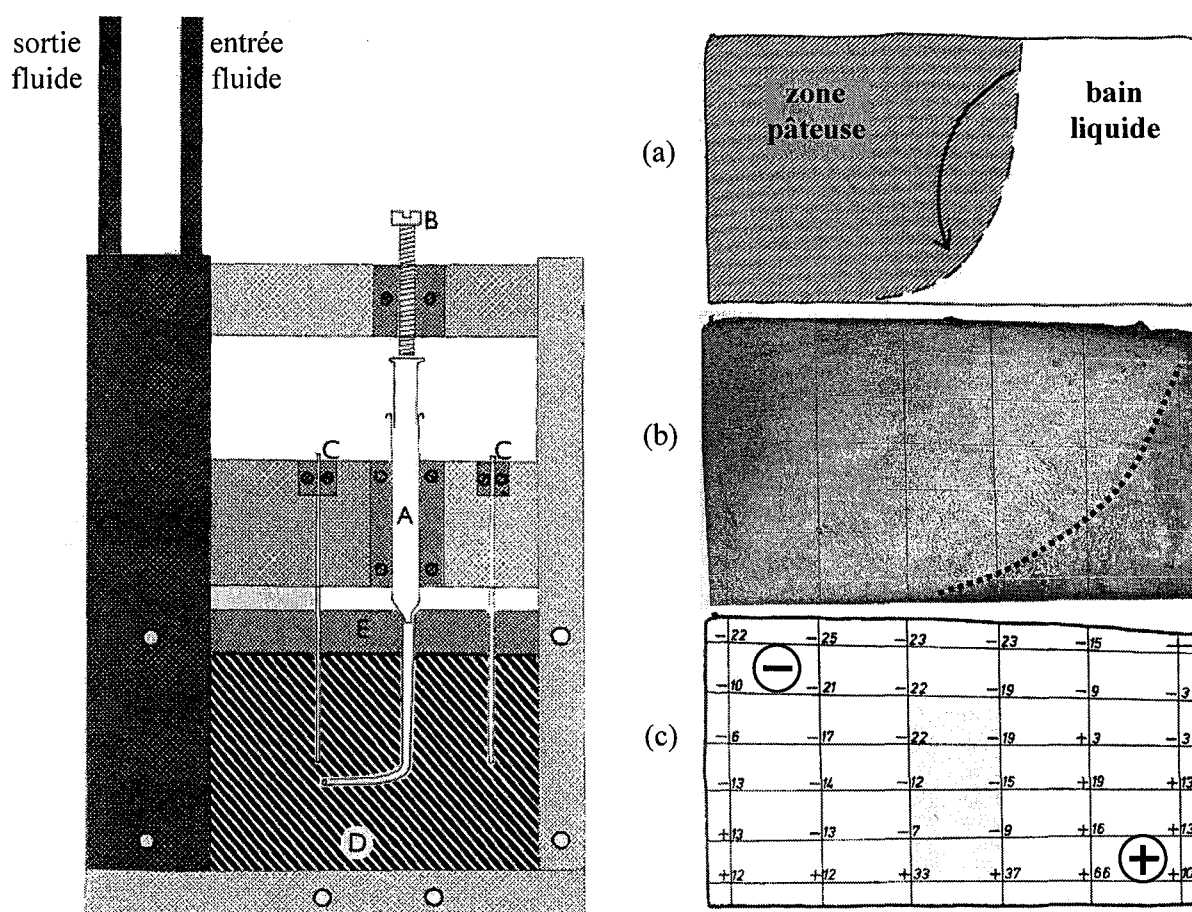 sortie
fluide
entrée
fluide
B
C
C
A
E
D
(a)
zone
pâteuse
bain
liquide
(b)
(c)
−22 −25 −23 −23 −15
−
−10 −21 −22 −19 −9 −3
−6 −17 −22 −19 +3 −3
−13 −14 −12 −15 +19 +13
+13 −13 −7 −9 +16 +13
+
+12 +12 +33 +37 +66 +10